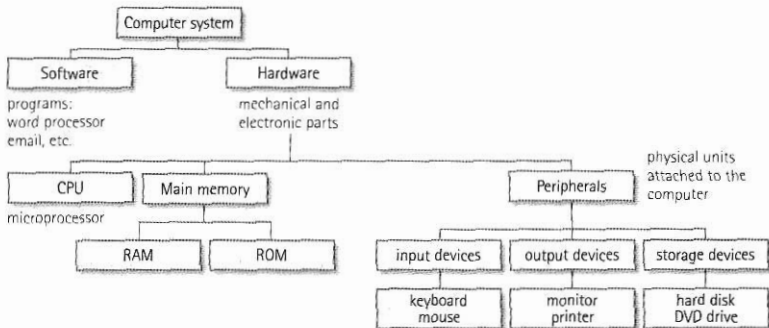 Computer system
Software
Hardware
programs:
word processor
email, etc.
mechanical and
electronic parts
CPU
Main memory
Peripherals
physical units
attached to the
computer
microprocessor
RAM
ROM
input devices
output devices
storage devices
keyboard
mouse
monitor
printer
hard disk
DVD drive